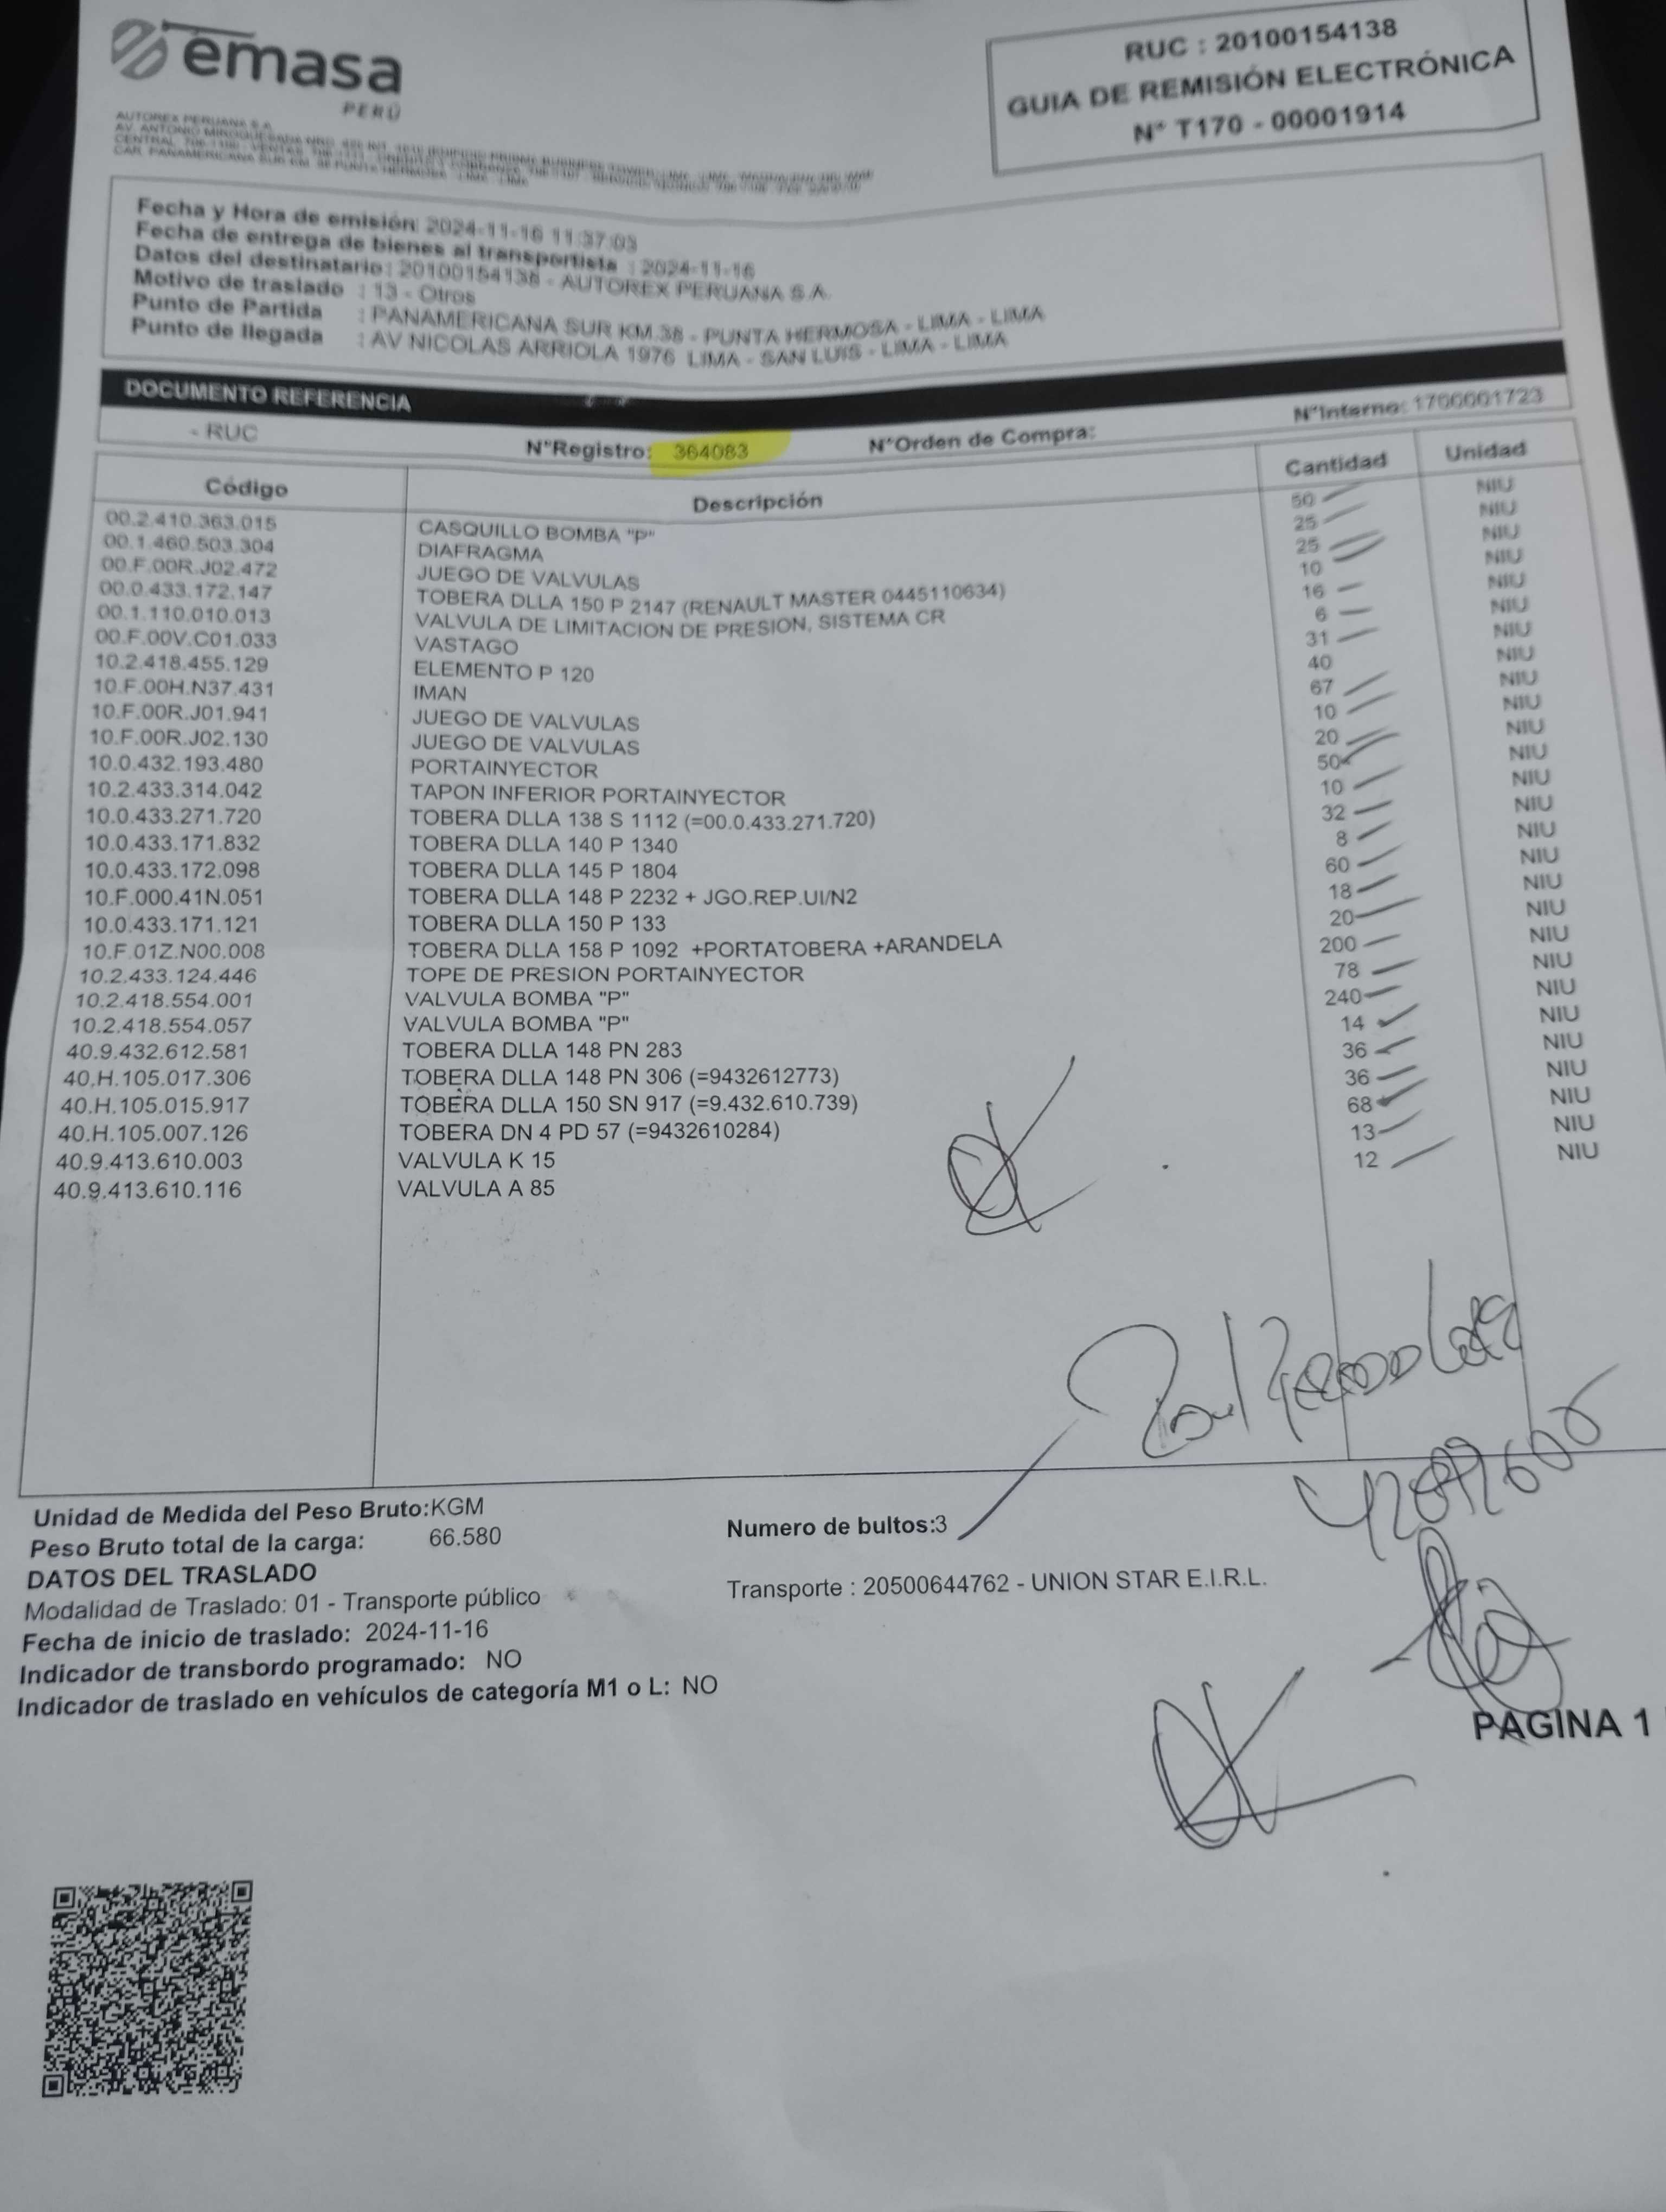 emasa
PERÚ
RUC : 20100154138
GUIA DE REMISIÓN ELECTRÓNICA
N° T170 - 00001914
AUTOREX PERUANA S.A.
Fecha y Hora de emisión: 2024-11-16 11:37:03
Fecha de entrega de bienes al transportista : 2024-11-16
Datos del destinatario : 20100154138 - AUTOREX PERUANA S.A.
Motivo de traslado : 13 - Otros
Punto de Partida : PANAMERICANA SUR KM.38 - PUNTA HERMOSA - LIMA - LIMA
Punto de llegada : AV NICOLAS ARRIOLA 1976 LIMA - SAN LUIS - LIMA - LIMA
DOCUMENTO REFERENCIA
- RUC N°Registro: 364083 N°Orden de Compra: N°Interno: 1700001723
Código Descripción Cantidad Unidad
00.2.410.363.015 CASQUILLO BOMBA "P" 50 NIU
00.1.460.503.304 DIAFRAGMA 25 NIU
00.F.00R.J02.472 JUEGO DE VALVULAS 25 NIU
00.0.433.172.147 TOBERA DLLA 150 P 2147 (RENAULT MASTER 0445110634) 10 NIU
00.1.110.010.013 VALVULA DE LIMITACION DE PRESION, SISTEMA CR 16 NIU
00.F.00V.C01.033 VASTAGO 6 NIU
10.2.418.455.129 ELEMENTO P 120 31 NIU
10.F.00H.N37.431 IMAN 40 NIU
10.F.00R.J01.941 JUEGO DE VALVULAS 67 NIU
10.F.00R.J02.130 JUEGO DE VALVULAS 10 NIU
10.0.432.193.480 PORTAINYECTOR 20 NIU
10.2.433.314.042 TAPON INFERIOR PORTAINYECTOR 50 NIU
10.0.433.271.720 TOBERA DLLA 138 S 1112 (=00.0.433.271.720) 10 NIU
10.0.433.171.832 TOBERA DLLA 140 P 1340 32 NIU
10.0.433.172.098 TOBERA DLLA 145 P 1804 8 NIU
10.F.000.41N.051 TOBERA DLLA 148 P 2232 + JGO.REP.UI/N2 60 NIU
10.0.433.171.121 TOBERA DLLA 150 P 133 18 NIU
10.F.01Z.N00.008 TOBERA DLLA 158 P 1092 +PORTATOBERA +ARANDELA 20 NIU
10.2.433.124.446 TOPE DE PRESION PORTAINYECTOR 200 NIU
10.2.418.554.001 VALVULA BOMBA "P" 78 NIU
10.2.418.554.057 VALVULA BOMBA "P" 240 NIU
40.9.432.612.581 TOBERA DLLA 148 PN 283 14 NIU
40.H.105.017.306 TOBERA DLLA 148 PN 306 (=9432612773) 36 NIU
40.H.105.015.917 TOBERA DLLA 150 SN 917 (=9.432.610.739) 36 NIU
40.H.105.007.126 TOBERA DN 4 PD 57 (=9432610284) 68 NIU
40.9.413.610.003 VALVULA K 15 13 NIU
40.9.413.610.116 VALVULA A 85 12 NIU
OK
Unidad de Medida del Peso Bruto:KGM
Peso Bruto total de la carga: 66.580 Numero de bultos:3
DATOS DEL TRASLADO
Modalidad de Traslado: 01 - Transporte público Transporte : 20500644762 - UNION STAR E.I.R.L.
Fecha de inicio de traslado: 2024-11-16
Indicador de transbordo programado: NO
Indicador de traslado en vehículos de categoría M1 o L: NO
PAGINA 1
OK